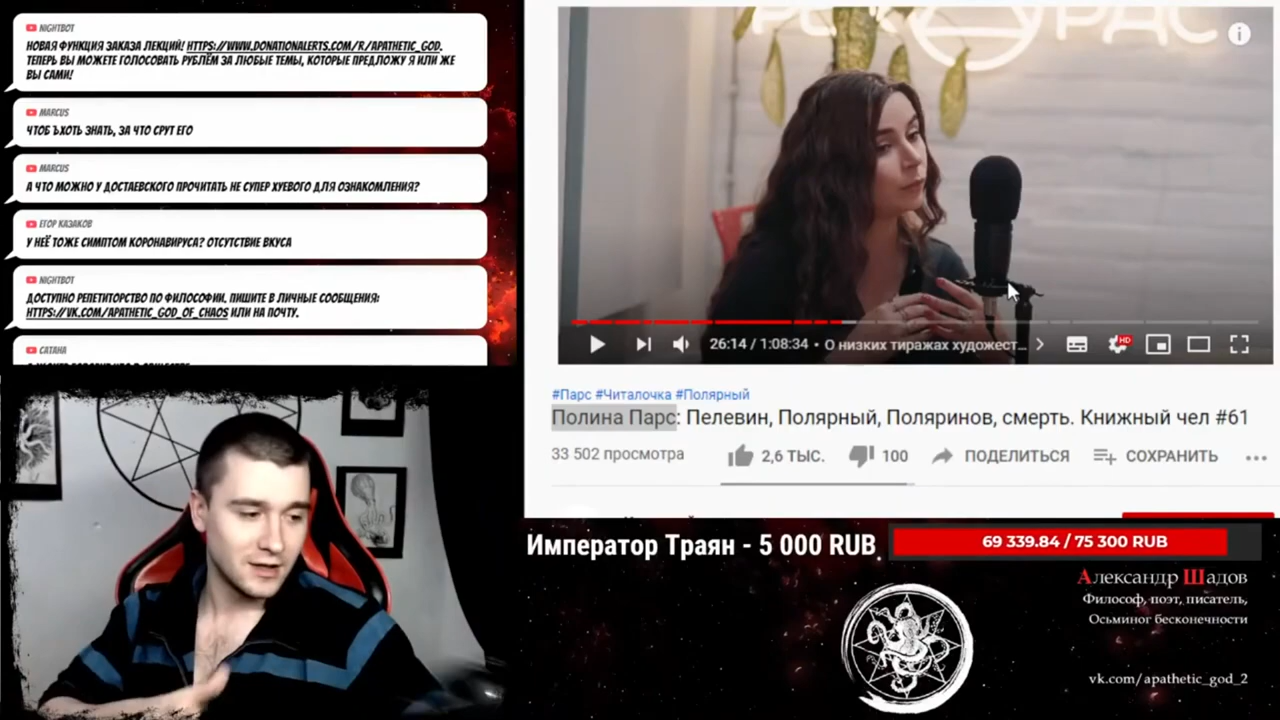 NIGHTBOT
НОВАЯ ФУНКЦИЯ ЗАКАЗА ЛЕКЦИЙ! HTTPS://WWW.DONATIONALERTS.COM/R/APATHETIC_GOD.
ТЕПЕРЬ ВЫ МОЖЕТЕ ГОЛОСОВАТЬ РУБЛЁМ ЗА ЛЮБЫЕ ТЕМЫ, КОТОРЫЕ ПРЕДЛОЖУ Я ИЛИ ЖЕ
ВЫ САМИ!
MARCUS
ЧТОБ ЪХОТЬ ЗНАТЬ, ЗА ЧТО СРУТ ЕГО
MARCUS
А ЧТО МОЖНО У ДОСТАЕВСКОГО ПРОЧИТАТЬ НЕ СУПЕР ХУЕВОГО ДЛЯ ОЗНАКОМЛЕНИЯ?
ЕГОР КАЗАКОВ
У НЕЁ ТОЖЕ СИМПТОМ КОРОНАВИРУСА? ОТСУТСТВИЕ ВКУСА
NIGHTBOT
ДОСТУПНО РЕПЕТИТОРСТВО ПО ФИЛОСОФИИ. ПИШИТЕ В ЛИЧНЫЕ СООБЩЕНИЯ:
HTTPS://VK.COM/APATHETIC_GOD_OF_CHAOS ИЛИ НА ПОЧТУ.
САТАНА
26:14 / 1:08:34 • О низких тиражах художест...
HD
#Парс #Читалочка #Полярный
Полина Парс: Пелевин, Полярный, Поляринов, смерть. Книжный чел #61
33 502 просмотра
2,6 ТЫС.
100
ПОДЕЛИТЬСЯ
СОХРАНИТЬ
Император Траян - 5 000 RUB
69 339.84 / 75 300 RUB
Александр Шадов
Философ, поэт, писатель,
Осьминог бесконечности
vk.com/apathetic_god_2